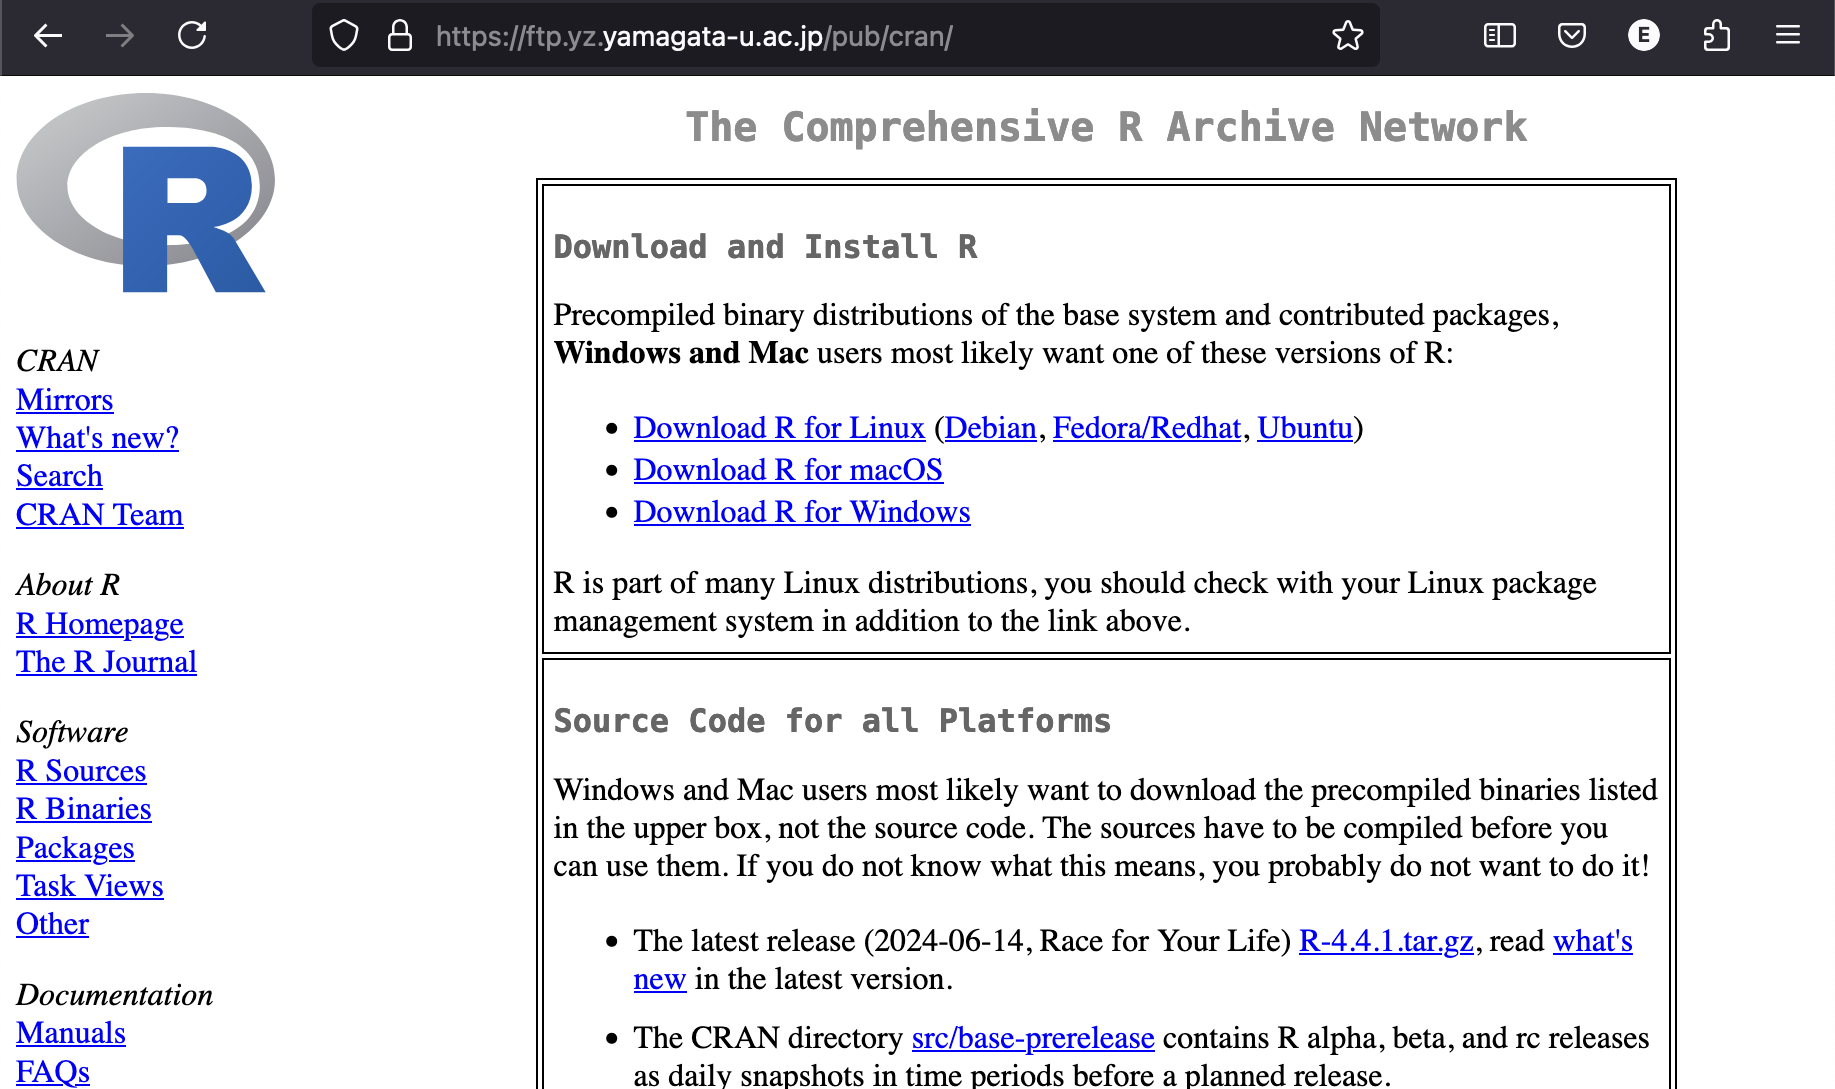 https://ftp.yz.yamagata-u.ac.jp/pub/cran/
E
R
CRAN
Mirrors
What's new?
Search
CRAN Team
About R
R Homepage
The R Journal
Software
R Sources
R Binaries
Packages
Task Views
Other
Documentation
Manuals
FAQs
The Comprehensive R Archive Network
Download and Install R
Precompiled binary distributions of the base system and contributed packages,
Windows and Mac users most likely want one of these versions of R:
• Download R for Linux (Debian, Fedora/Redhat, Ubuntu)
• Download R for macOS
• Download R for Windows
R is part of many Linux distributions, you should check with your Linux package
management system in addition to the link above.
Source Code for all Platforms
Windows and Mac users most likely want to download the precompiled binaries listed
in the upper box, not the source code. The sources have to be compiled before you
can use them. If you do not know what this means, you probably do not want to do it!
• The latest release (2024-06-14, Race for Your Life) R-4.4.1.tar.gz, read what's
new in the latest version.
• The CRAN directory src/base-prerelease contains R alpha, beta, and rc releases
as daily snapshots in time periods before a planned release.